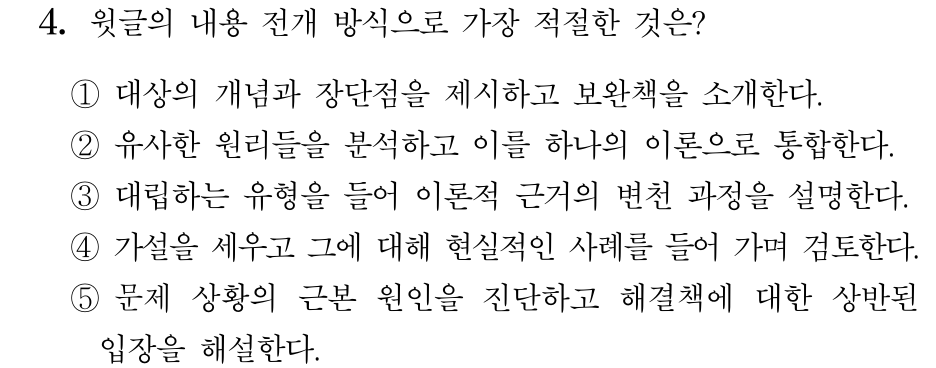 4. 윗글의 내용 전개 방식으로 가장 적절한 것은?
① 대상의 개념과 장단점을 제시하고 보완책을 소개한다.
② 유사한 원리들을 분석하고 이를 하나의 이론으로 통합한다.
③ 대립하는 유형을 들어 이론적 근거의 변천 과정을 설명한다.
④ 가설을 세우고 그에 대해 현실적인 사례를 들어 가며 검토한다.
⑤ 문제 상황의 근본 원인을 진단하고 해결책에 대한 상반된
입장을 해설한다.